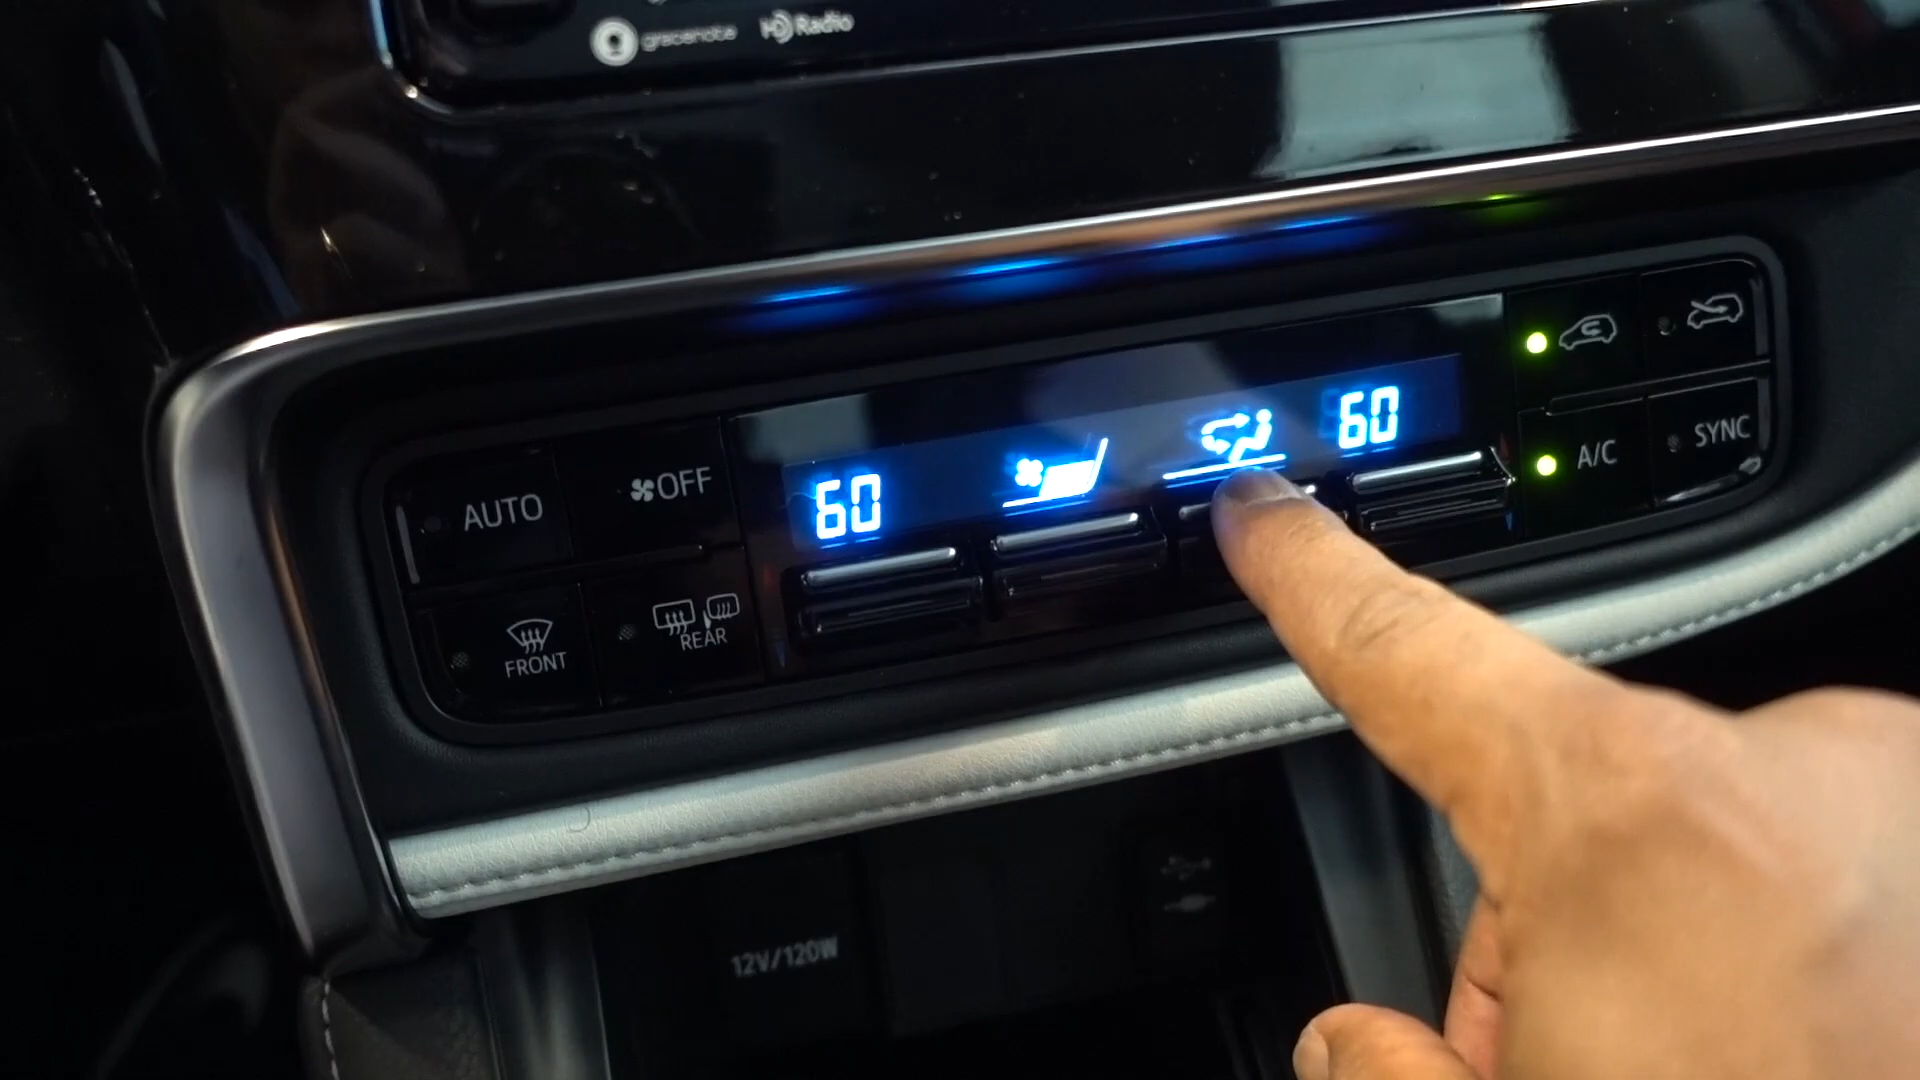 gracenote HD Radio
AUTO
OFF
60
60
A/C
SYNC
FRONT
REAR
12V/120W